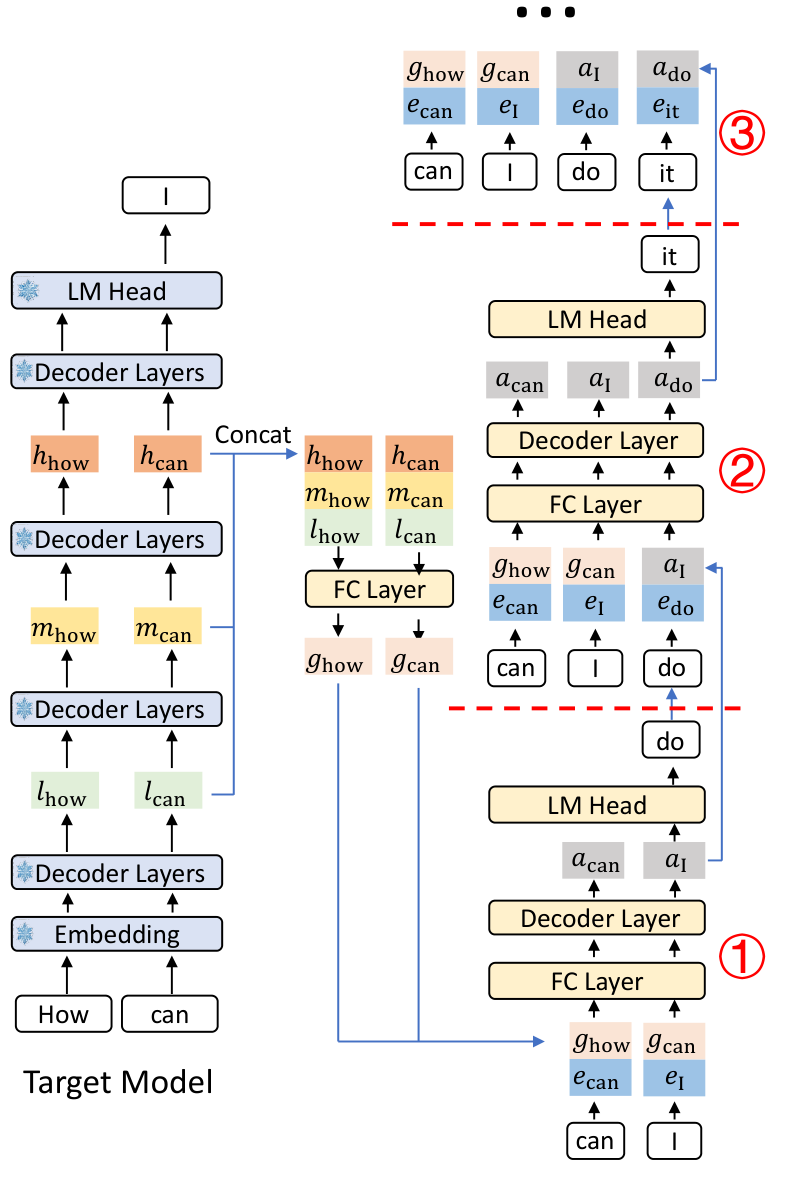 ...
g_how g_can a_I a_do
e_can e_I e_do e_it
③
can I do it
it
LM Head
a_can a_I a_do
Decoder Layer
②
FC Layer
g_how g_can a_I
e_can e_I e_do
can I do
do
LM Head
a_can a_I
Decoder Layer
①
FC Layer
g_how g_can
e_can e_I
can I
I
LM Head
Decoder Layers
h_how h_can
Concat
Decoder Layers
m_how m_can
Decoder Layers
l_how l_can
Decoder Layers
Embedding
How can
Target Model
h_how h_can
m_how m_can
l_how l_can
FC Layer
g_how g_can